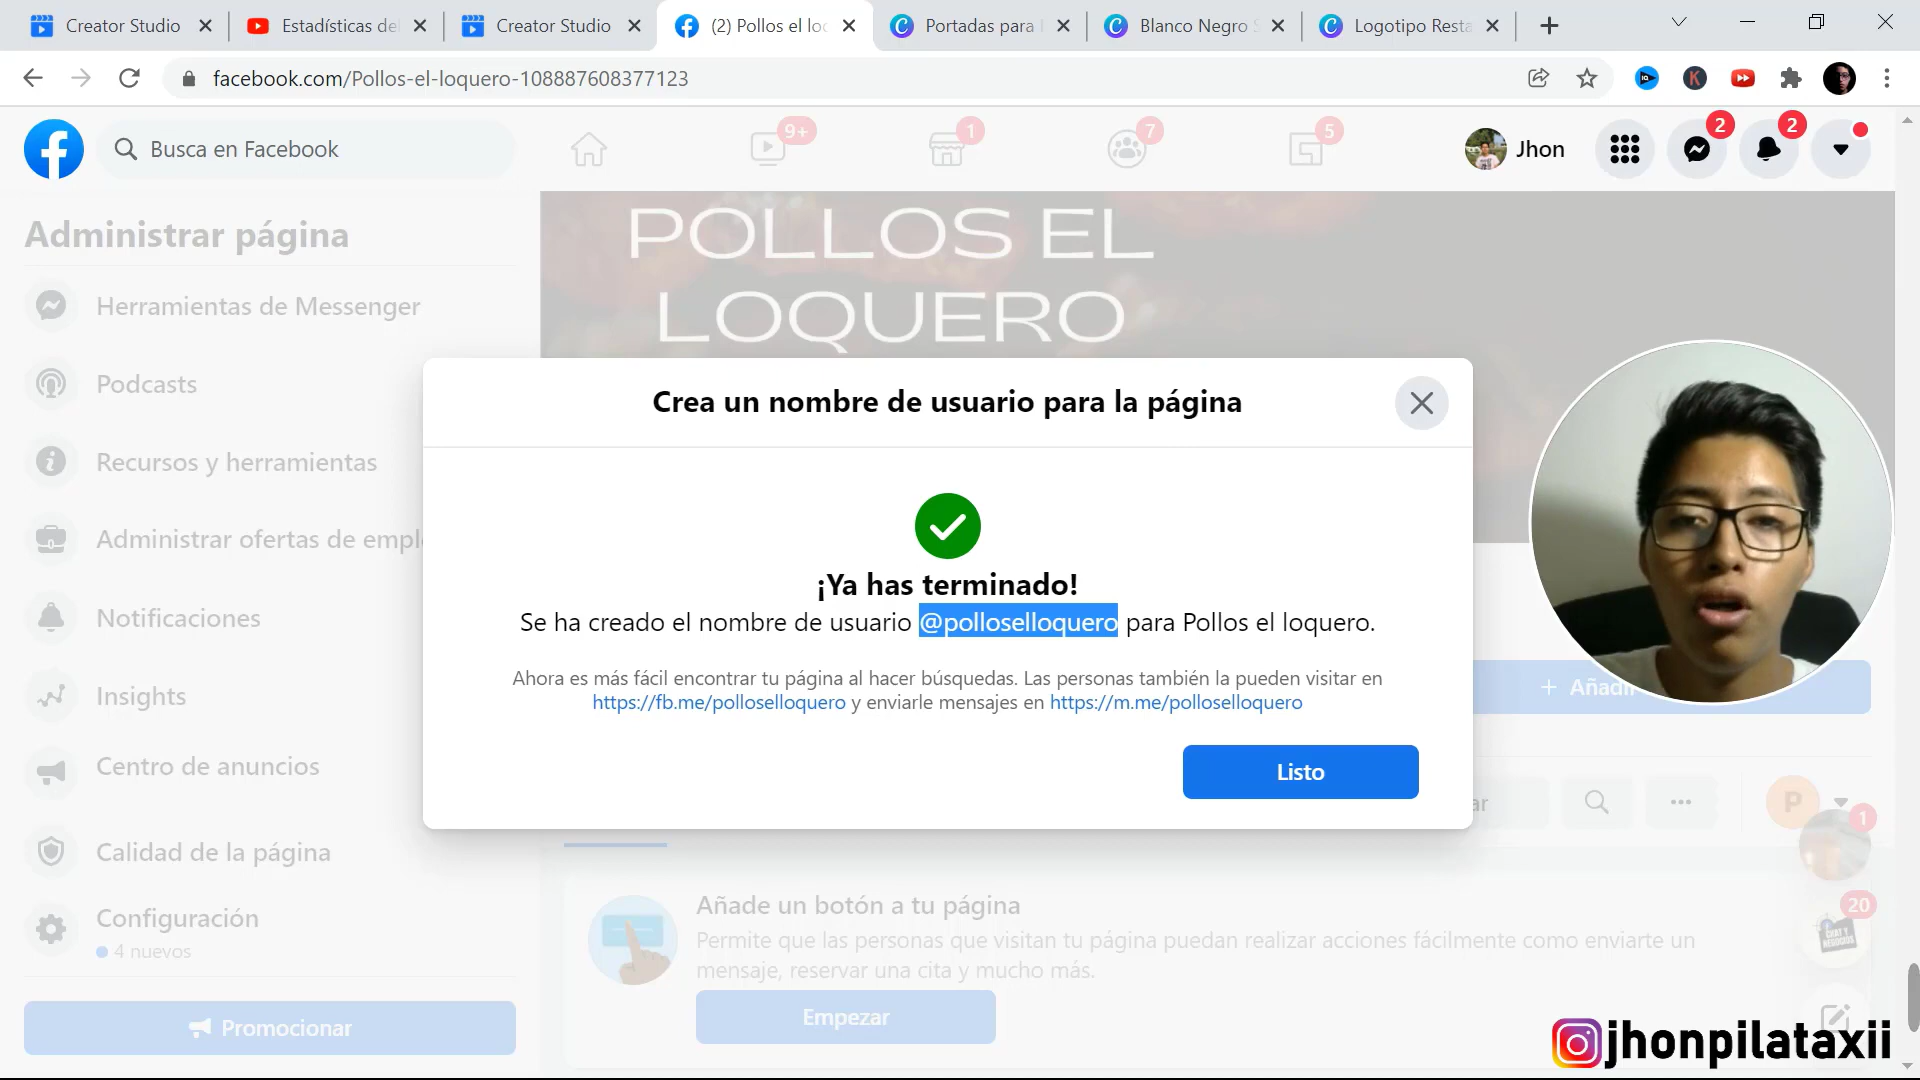 Creator Studio
Estadísticas de
Creator Studio
(2) Pollos el lo
Portadas para
Blanco Negro S
Logotipo Resta
facebook.com/Pollos-el-loquero-108887608377123
Busca en Facebook
9+
1
7
5
Jhon
2
2
Administrar página
POLLOS EL
LOQUERO
Herramientas de Messenger
Podcasts
Recursos y herramientas
Administrar ofertas de empl
Notificaciones
Insights
Centro de anuncios
Calidad de la página
Configuración
4 nuevos
Promocionar
Crea un nombre de usuario para la página
¡Ya has terminado!
Se ha creado el nombre de usuario @polloselloquero para Pollos el loquero.
Ahora es más fácil encontrar tu página al hacer búsquedas. Las personas también la pueden visitar en
https://fb.me/polloselloquero y enviarle mensajes en https://m.me/polloselloquero
Listo
+ Añadi
ar
P
1
20
CHAT Y
NEGOCIOS
Añade un botón a tu página
Permite que las personas que visitan tu página puedan realizar acciones fácilmente como enviarte un
mensaje, reservar una cita y mucho más.
Empezar
jhonpilataxii